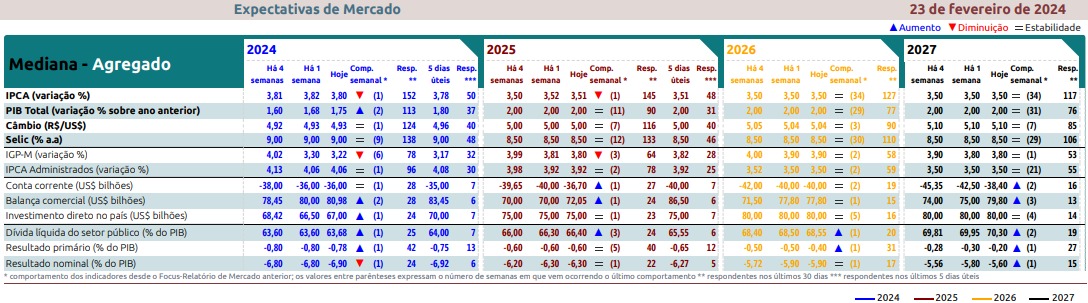 Expectativas de Mercado 23 de fevereiro de 2024
▲Aumento ▼Diminuição =Estabilidade
Mediana - Agregado
2024 2025 2026 2027
Há 4 semanas Há 1 semana Hoje Comp. semanal * Resp. ** 5 dias úteis Resp. *** Há 4 semanas Há 1 semana Hoje Comp. semanal * Resp. ** 5 dias úteis Resp. *** Há 4 semanas Há 1 semana Hoje Comp. semanal * Resp. ** Há 4 semanas Há 1 semana Hoje Comp. semanal * Resp. **
IPCA (variação %) 3,81 3,82 3,80 ▼ (1) 152 3,78 50 3,50 3,52 3,51 ▼ (1) 145 3,51 48 3,50 3,50 3,50 = (34) 127 3,50 3,50 3,50 = (34) 117
PIB Total (variação % sobre ano anterior) 1,60 1,68 1,75 ▲ (2) 113 1,80 37 2,00 2,00 2,00 = (11) 90 2,00 31 2,00 2,00 2,00 = (29) 77 2,00 2,00 2,00 = (31) 76
Câmbio (R$/US$) 4,92 4,93 4,93 = (1) 124 4,96 40 5,00 5,00 5,00 = (7) 116 5,00 40 5,05 5,04 5,04 = (3) 90 5,10 5,10 5,10 = (7) 85
Selic (% a.a) 9,00 9,00 9,00 = (9) 138 9,00 48 8,50 8,50 8,50 = (12) 133 8,50 46 8,50 8,50 8,50 = (30) 110 8,50 8,50 8,50 = (29) 106
IGP-M (variação %) 4,02 3,30 3,22 ▼ (6) 78 3,17 32 3,99 3,81 3,80 ▼ (3) 64 3,82 28 4,00 3,90 3,90 = (2) 58 3,90 3,80 3,80 = (1) 53
IPCA Administrados (variação %) 4,13 4,06 4,06 = (1) 96 4,08 30 3,98 3,92 3,92 = (2) 78 3,92 25 3,52 3,50 3,50 = (2) 59 3,50 3,50 3,50 = (21) 55
Conta corrente (US$ bilhões) -38,00 -36,00 -36,00 = (1) 28 -35,00 7 -39,65 -40,00 -36,70 ▲ (1) 27 -40,00 7 -42,00 -40,00 -40,00 = (2) 19 -45,35 -42,50 -38,40 ▲ (2) 16
Balança comercial (US$ bilhões) 78,45 80,00 80,98 ▲ (2) 28 83,45 6 70,00 70,00 72,05 ▲ (1) 24 86,50 6 71,50 77,80 77,80 = (1) 15 74,00 75,00 79,80 ▲ (3) 13
Investimento direto no país (US$ bilhões) 68,42 66,50 67,00 ▲ (1) 24 70,00 7 75,00 75,00 75,00 = (1) 23 75,00 7 80,00 80,00 80,00 = (5) 16 80,00 80,00 80,00 = (4) 14
Dívida líquida do setor público (% do PIB) 63,60 63,60 63,68 ▲ (1) 25 64,00 7 66,00 66,30 66,40 ▲ (3) 24 65,55 6 68,40 68,50 68,55 ▲ (1) 20 69,81 69,95 70,30 ▲ (2) 19
Resultado primário (% do PIB) -0,80 -0,80 -0,78 ▲ (1) 42 -0,75 13 -0,60 -0,60 -0,60 = (5) 40 -0,65 12 -0,50 -0,50 -0,40 ▲ (1) 31 -0,28 -0,30 -0,20 ▲ (1) 27
Resultado nominal (% do PIB) -6,80 -6,80 -6,90 ▼ (1) 24 -6,92 6 -6,20 -6,30 -6,30 = (1) 22 -6,27 5 -5,72 -5,90 -5,90 = (1) 17 -5,56 -5,80 -5,60 ▲ (1) 15
* comportamento dos indicadores desde o Focus-Relatório de Mercado anterior; os valores entre parênteses expressam o número de semanas em que vem ocorrendo o último comportamento ** respondentes nos últimos 30 dias *** respondentes nos últimos 5 dias úteis
2024 2025 2026 2027